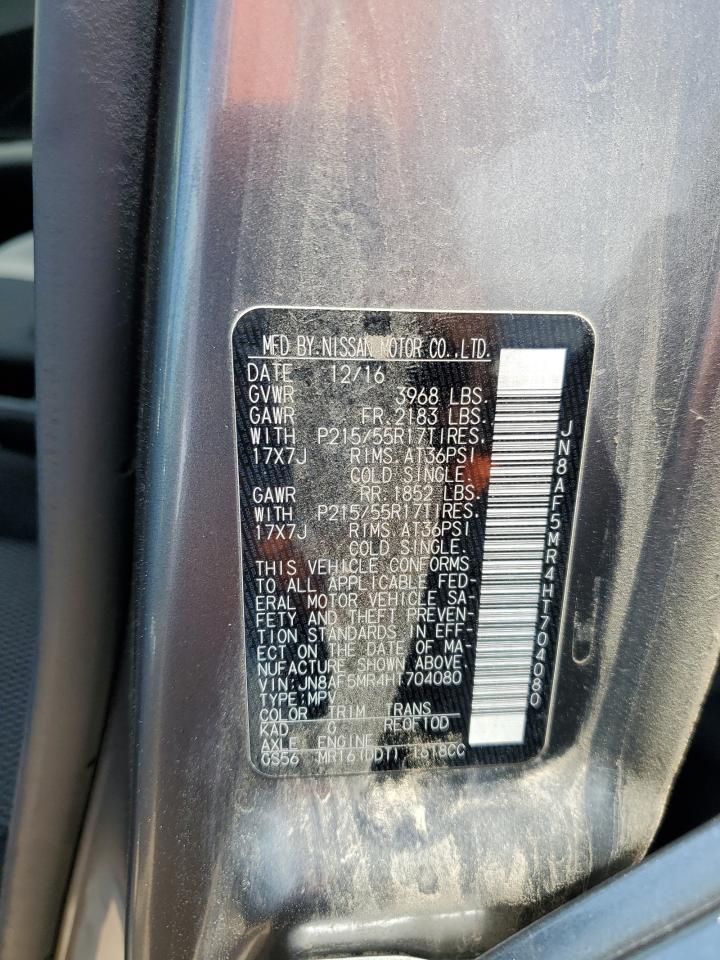 MFD BY.NISSAN MOTOR CO.,LTD.
DATE 12/16
GVWR 3968 LBS.
GAWR FR.2183 LBS.
WITH P215/55R17TIRES.
17X7J RIMS.AT36PSI
COLD SINGLE.
GAWR RR.1852 LBS.
WITH P215/55R17TIRES.
17X7J RIMS.AT36PSI
COLD SINGLE.
THIS VEHICLE CONFORMS
TO ALL APPLICABLE FED-
ERAL MOTOR VEHICLE SA-
FETY AND THEFT PREVEN-
TION STANDARDS IN EFF-
ECT ON THE DATE OF MA-
NUFACTURE SHOWN ABOVE.
VIN:JN8AF5MR4HT704080
TYPE:MPV
COLOR TRIM TRANS
KAD G RE0F10D
AXLE ENGINE
GS56 MR16(DDT) 1618CC
JN8AF5MR4HT704080